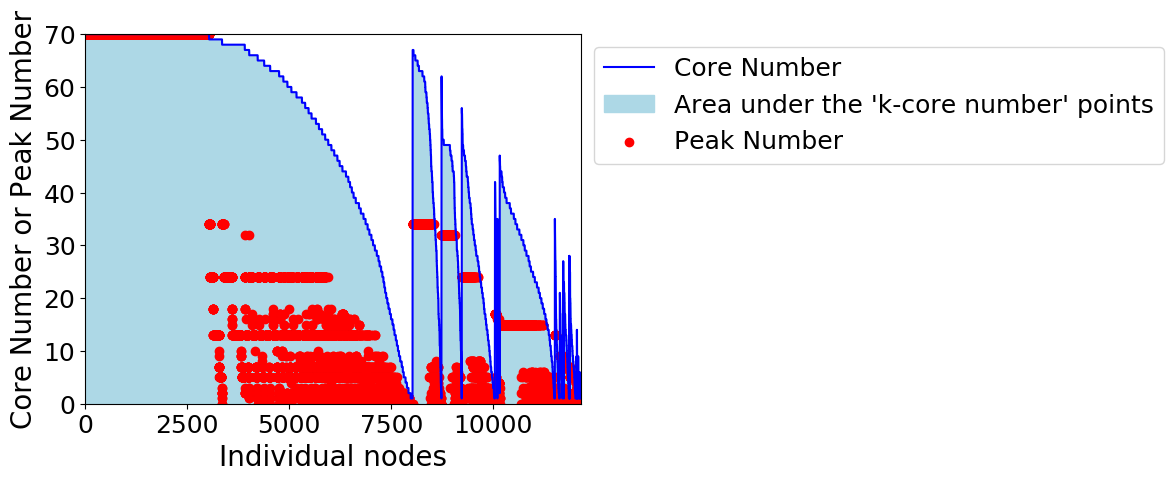 Core Number or Peak Number
70
60
50
40
30
20
10
0
0 2500 5000 7500 10000
Individual nodes
Core Number
Area under the 'k-core number' points
Peak Number